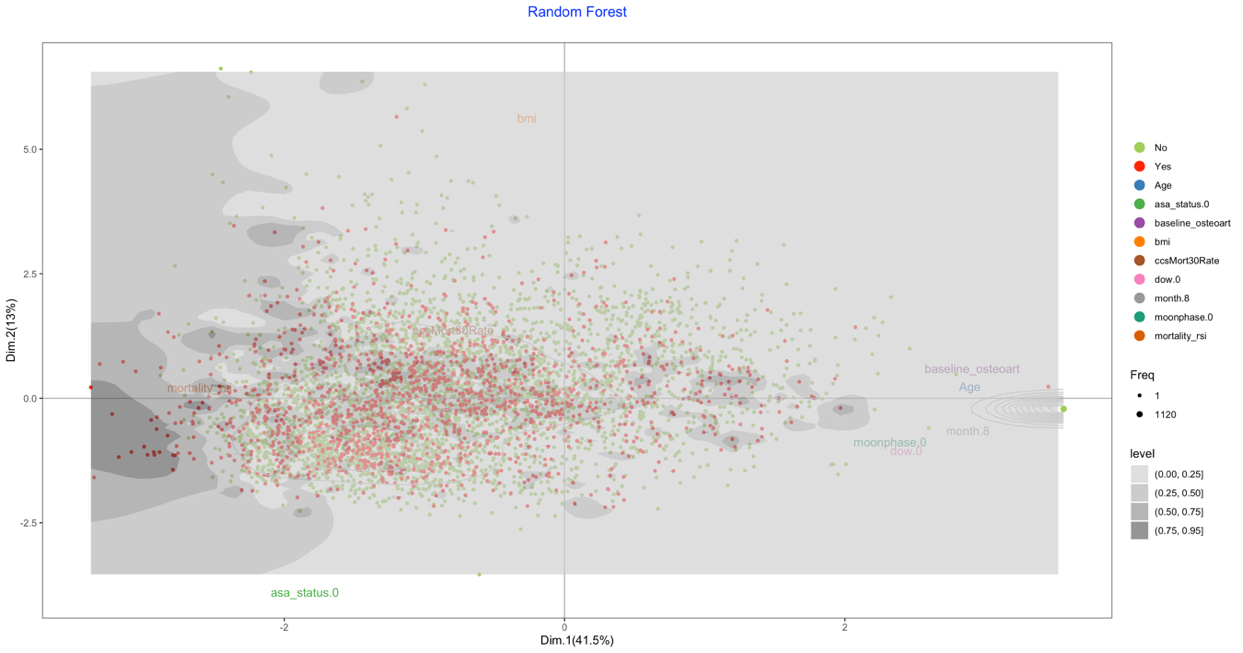 Random Forest
bmi
5.0
2.5
ccsMort30Rate
baseline_osteoart
Age
mortality_rsi
0.0
month.8
moonphase.0
dow.0
-2.5
asa_status.0
-2
0
2
Dim.1(41.5%)
Dim.2(13%)
No
Yes
Age
asa_status.0
baseline_osteoart
bmi
ccsMort30Rate
dow.0
month.8
moonphase.0
mortality_rsi
Freq
1
1120
level
(0.00, 0.25]
(0.25, 0.50]
(0.50, 0.75]
(0.75, 0.95]